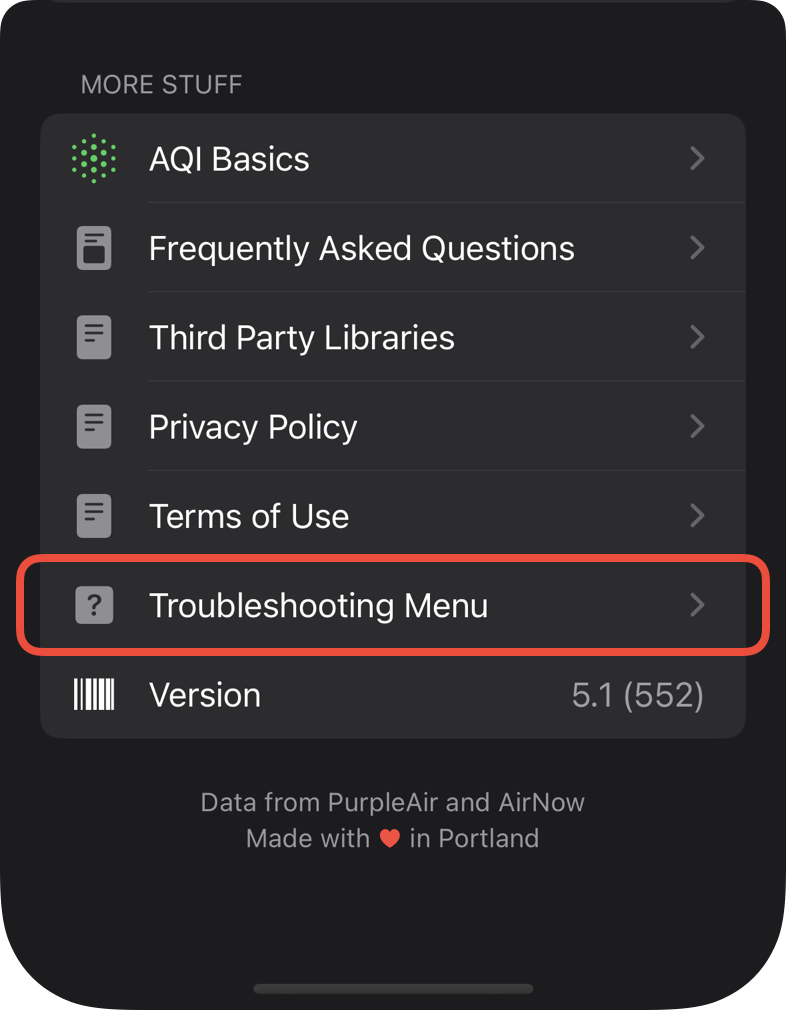 MORE STUFF
AQI Basics
Frequently Asked Questions
Third Party Libraries
Privacy Policy
Terms of Use
? Troubleshooting Menu
Version 5.1 (552)
Data from PurpleAir and AirNow
Made with ❤️ in Portland